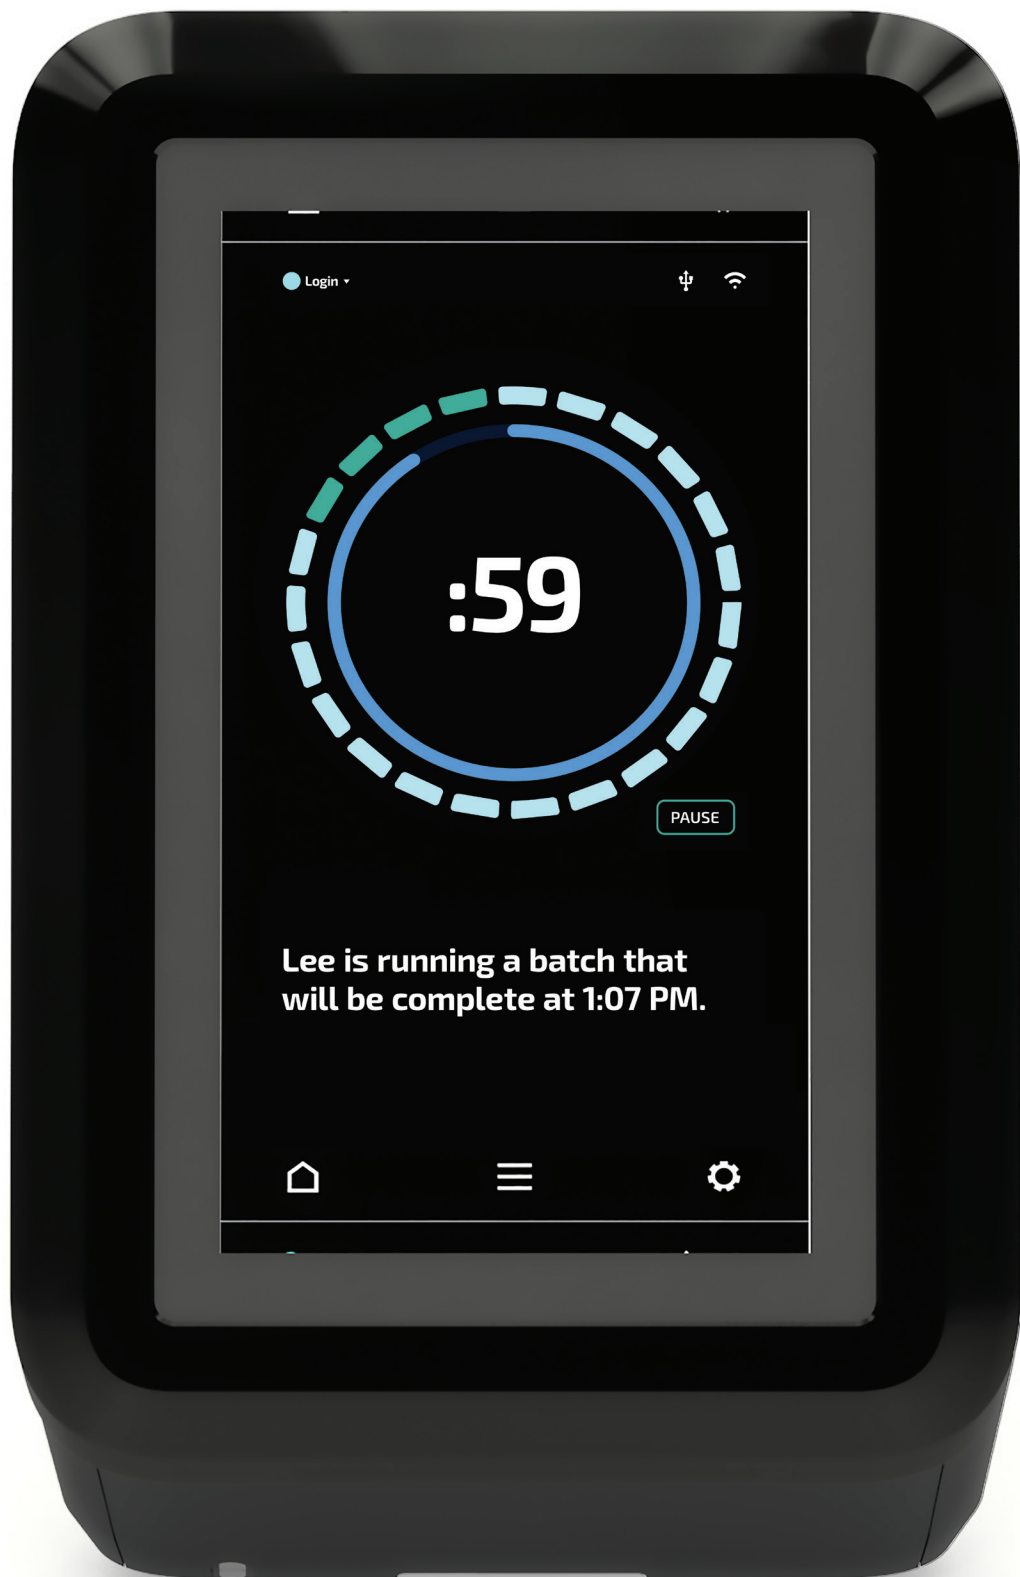 Login
:59
PAUSE
Lee is running a batch that
will be complete at 1:07 PM.